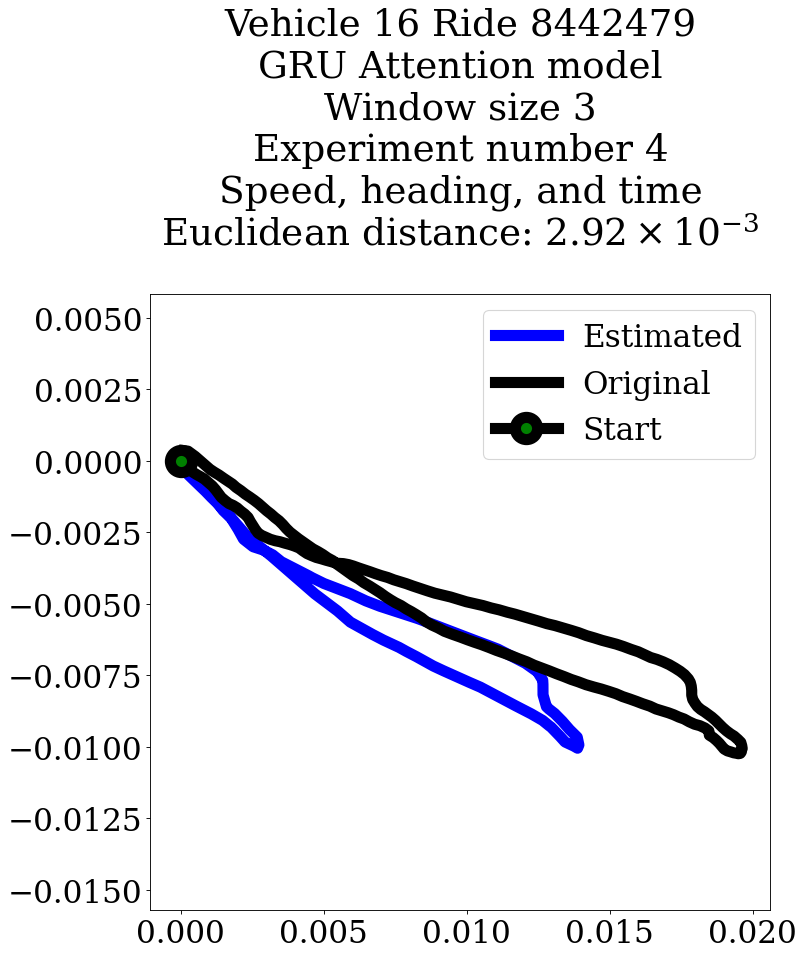 Vehicle 16 Ride 8442479
GRU Attention model
Window size 3
Experiment number 4
Speed, heading, and time
Euclidean distance: 2.92 × 10⁻³
Estimated
Original
Start
0.0050
0.0025
0.0000
−0.0025
−0.0050
−0.0075
−0.0100
−0.0125
−0.0150
0.000 0.005 0.010 0.015 0.020